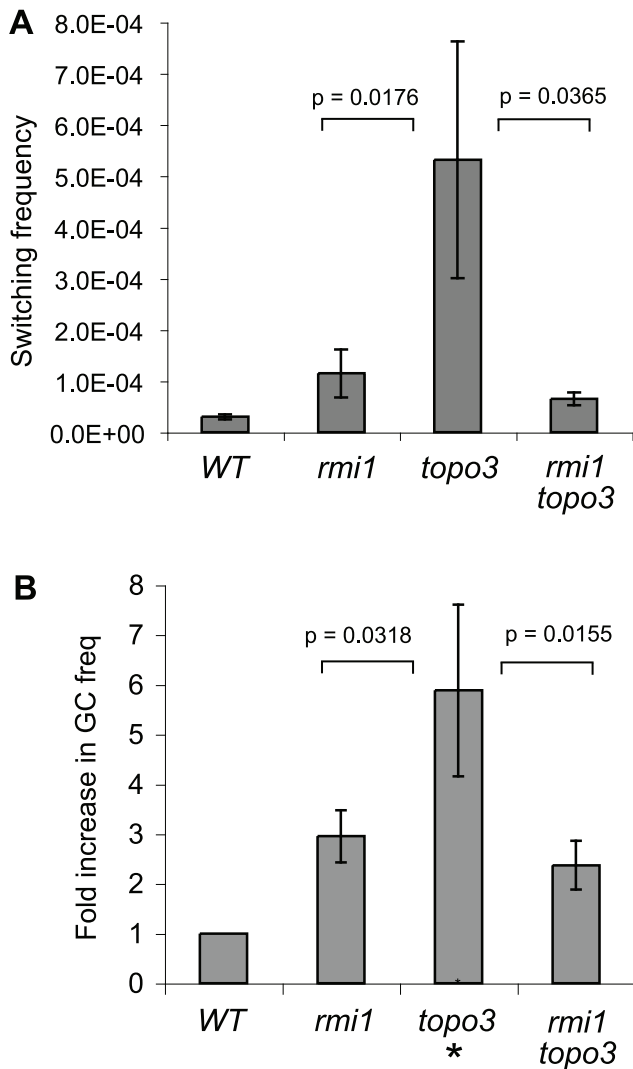 A
Switching frequency
8.0E-04
7.0E-04
6.0E-04
5.0E-04
4.0E-04
3.0E-04
2.0E-04
1.0E-04
0.0E+00
p = 0.0176
p = 0.0365
WT
rmi1
topo3
rmi1
topo3
B
Fold increase in GC freq
8
7
6
5
4
3
2
1
0
p = 0.0318
p = 0.0155
*
WT
rmi1
topo3
*
rmi1
topo3